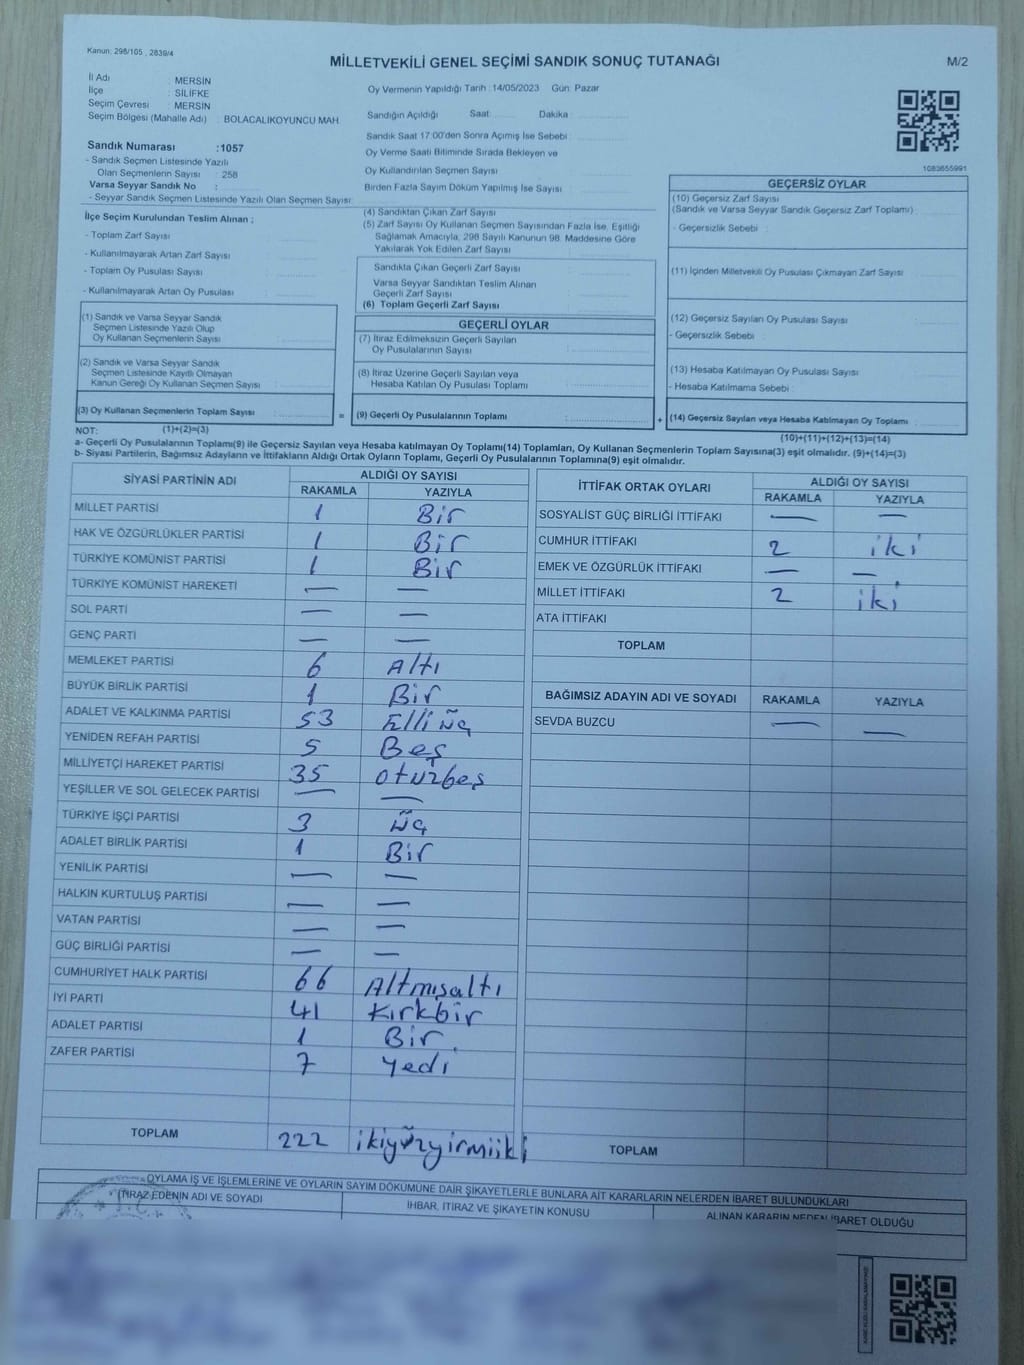 Kanun: 298/105 , 2839/4
MİLLETVEKİLİ GENEL SEÇİMİ SANDIK SONUÇ TUTANAĞI
M/2
İl Adı : MERSİN
İlçe : SİLİFKE
Seçim Çevresi : MERSİN
Seçim Bölgesi (Mahalle Adı) : BOLACALIKOYUNCU MAH.
Sandık Numarası :1057
- Sandık Seçmen Listesinde Yazılı
Olan Seçmenlerin Sayısı : 258
Varsa Seyyar Sandık No :
- Seyyar Sandık Seçmen Listesinde Yazılı Olan Seçmen Sayısı:
Oy Vermenin Yapıldığı Tarih :14/05/2023 Gün: Pazar
Sandığın Açıldığı Saat: Dakika :
Sandık Saat 17:00'den Sonra Açımış İse Sebebi :
Oy Verme Saati Bitiminde Sırada Bekleyen ve
Oy Kullandırılan Seçmen Sayısı :
Birden Fazla Sayım Döküm Yapılmış İse Sayısı :
1083655991
İlçe Seçim Kurulundan Teslim Alınan ;
- Toplam Zarf Sayısı :
- Kullanılmayarak Artan Zarf Sayısı :
- Toplam Oy Pusulası Sayısı :
- Kullanılmayarak Artan Oy Pusulası :
(4) Sandıktan Çıkan Zarf Sayısı :
(5) Zarf Sayısı Oy Kullanan Seçmen Sayısından Fazla İse, Eşitliği
Sağlamak Amacıyla, 298 Sayılı Kanunun 98. Maddesine Göre
Yakılarak Yok Edilen Zarf Sayısı :
Sandıkta Çıkan Geçerli Zarf Sayısı :
Varsa Seyyar Sandıktan Teslim Alınan
Geçerli Zarf Sayısı :
(6) Toplam Geçerli Zarf Sayısı :
GEÇERSİZ OYLAR
(10) Geçersiz Zarf Sayısı
(Sandık ve Varsa Seyyar Sandık Geçersiz Zarf Toplamı) :
- Geçersizlik Sebebi :
(11) İçinden Milletvekili Oy Pusulası Çıkmayan Zarf Sayısı :
(12) Geçersiz Sayılan Oy Pusulası Sayısı :
- Geçersizlik Sebebi :
(13) Hesaba Katılmayan Oy Pusulası Sayısı :
- Hesaba Katılmama Sebebi :
(1) Sandık ve Varsa Seyyar Sandık
Seçmen Listesinde Yazılı Olup
Oy Kullanan Seçmenlerin Sayısı :
(2) Sandık ve Varsa Seyyar Sandık
Seçmen Listesinde Kayıtlı Olmayan
Kanun Gereği Oy Kullanan Seçmen Sayısı :
GEÇERLİ OYLAR
(7) İtiraz Edilmeksizin Geçerli Sayılan
Oy Pusulalarının Sayısı :
(8) İtiraz Üzerine Geçerli Sayılan veya
Hesaba Katılan Oy Pusulası Toplamı :
(3) Oy Kullanan Seçmenlerin Toplam Sayısı : = (9) Geçerli Oy Pusulalarının Toplamı : + (14) Geçersiz Sayılan veya Hesaba Katılmayan Oy Toplamı :
NOT: (1)+(2)=(3) (10)+(11)+(12)+(13)=(14)
a- Geçerli Oy Pusulalarının Toplamı(9) ile Geçersiz Sayılan veya Hesaba katılmayan Oy Toplamı(14) Toplamları, Oy Kullanan Seçmenlerin Toplam Sayısına(3) eşit olmalıdır. (9)+(14)=(3)
b- Siyasi Partilerin, Bağımsız Adayların ve İttifakların Aldığı Ortak Oyların Toplamı, Geçerli Oy Pusulalarının Toplamına(9) eşit olmalıdır.
SİYASİ PARTİNİN ADI ALDIĞI OY SAYISI
RAKAMLA YAZIYLA
MİLLET PARTİSİ 1 Bir
HAK VE ÖZGÜRLÜKLER PARTİSİ 1 Bir
TÜRKİYE KOMÜNİST PARTİSİ 1 Bir
TÜRKİYE KOMÜNİST HAREKETİ — —
SOL PARTİ — —
GENÇ PARTİ — —
MEMLEKET PARTİSİ 6 Altı
BÜYÜK BİRLİK PARTİSİ 1 Bir
ADALET VE KALKINMA PARTİSİ 53 Elli üç
YENİDEN REFAH PARTİSİ 5 Beş
MİLLİYETÇİ HAREKET PARTİSİ 35 otuzbeş
YEŞİLLER VE SOL GELECEK PARTİSİ — —
TÜRKİYE İŞÇİ PARTİSİ 3 üç
ADALET BİRLİK PARTİSİ 1 Bir
YENİLİK PARTİSİ — —
HALKIN KURTULUŞ PARTİSİ — —
VATAN PARTİSİ — —
GÜÇ BİRLİĞİ PARTİSİ — —
CUMHURİYET HALK PARTİSİ 66 Altmışaltı
İYİ PARTİ 41 Kırkbir
ADALET PARTİSİ 1 Bir
ZAFER PARTİSİ 7 Yedi
TOPLAM 222 ikiyüzyirmiiki
İTTİFAK ORTAK OYLARI ALDIĞI OY SAYISI
RAKAMLA YAZIYLA
SOSYALİST GÜÇ BİRLİĞİ İTTİFAKI — —
CUMHUR İTTİFAKI 2 iki
EMEK VE ÖZGÜRLÜK İTTİFAKI — —
MİLLET İTTİFAKI 2 iki
ATA İTTİFAKI
TOPLAM
BAĞIMSIZ ADAYIN ADI VE SOYADI RAKAMLA YAZIYLA
SEVDA BUZCU — —
TOPLAM
OYLAMA İŞ VE İŞLEMLERİNE VE OYLARIN SAYIM DÖKÜMÜNE DAİR ŞİKAYETLERLE BUNLARA AİT KARARLARIN NELERDEN İBARET BULUNDUKLARI
İTİRAZ EDENİN ADI VE SOYADI İHBAR, İTİRAZ VE ŞİKAYETİN KONUSU ALINAN KARARIN NEDEN İBARET OLDUĞU